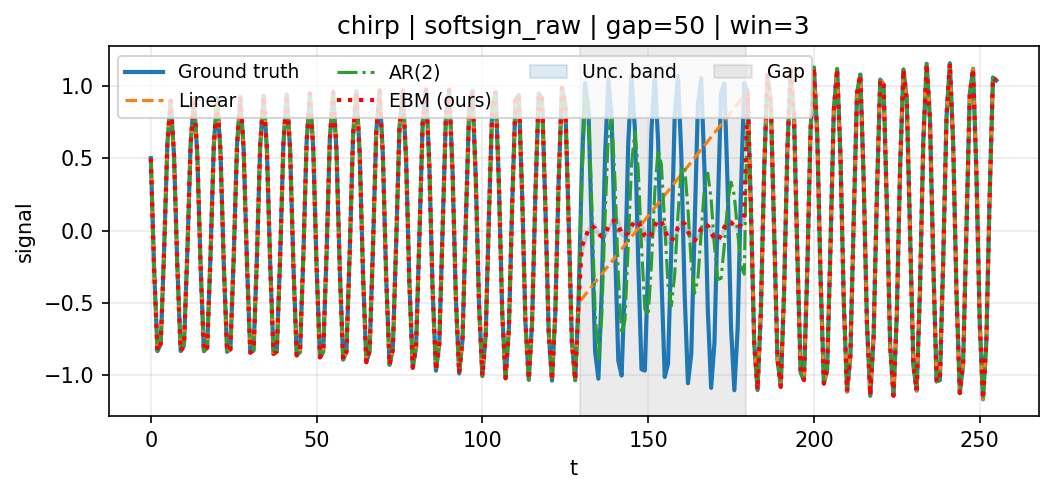 chirp | softsign_raw | gap=50 | win=3
Ground truth
Linear
AR(2)
EBM (ours)
Unc. band
Gap
signal
1.0
0.5
0.0
−0.5
−1.0
0 50 100 150 200 250
t